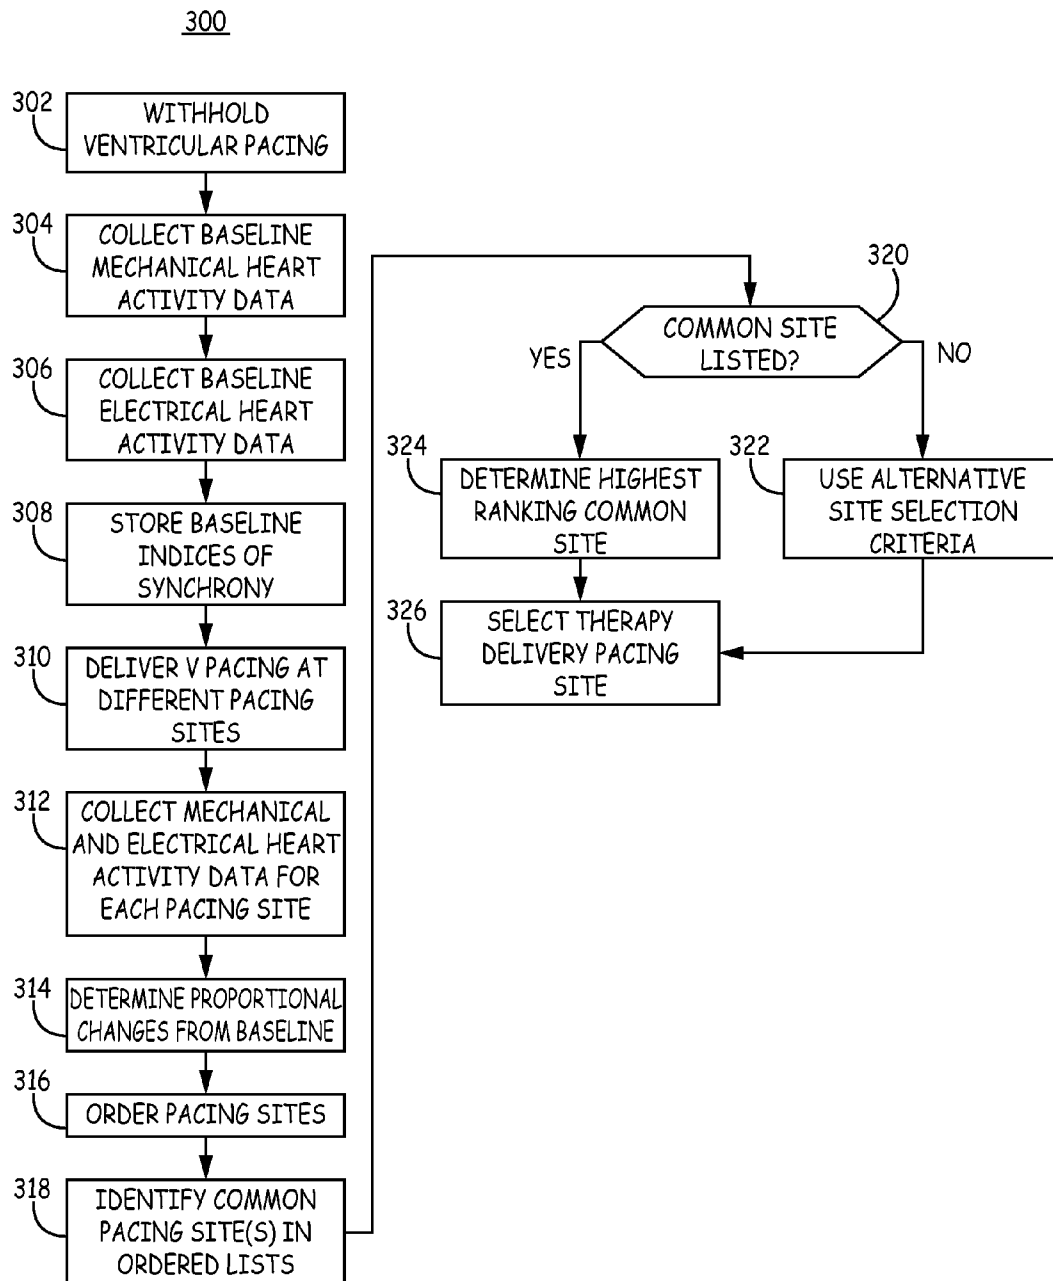 300
302
WITHHOLD
VENTRICULAR PACING
304
COLLECT BASELINE
MECHANICAL HEART
ACTIVITY DATA
306
COLLECT BASELINE
ELECTRICAL HEART
ACTIVITY DATA
308
STORE BASELINE
INDICES OF
SYNCHRONY
310
DELIVER V PACING AT
DIFFERENT PACING
SITES
312
COLLECT MECHANICAL
AND ELECTRICAL HEART
ACTIVITY DATA FOR
EACH PACING SITE
314
DETERMINE PROPORTIONAL
CHANGES FROM BASELINE
316
ORDER PACING SITES
318
IDENTIFY COMMON
PACING SITE(S) IN
ORDERED LISTS
320
COMMON SITE
LISTED?
YES
NO
324
DETERMINE HIGHEST
RANKING COMMON
SITE
322
USE ALTERNATIVE
SITE SELECTION
CRITERIA
326
SELECT THERAPY
DELIVERY PACING
SITE